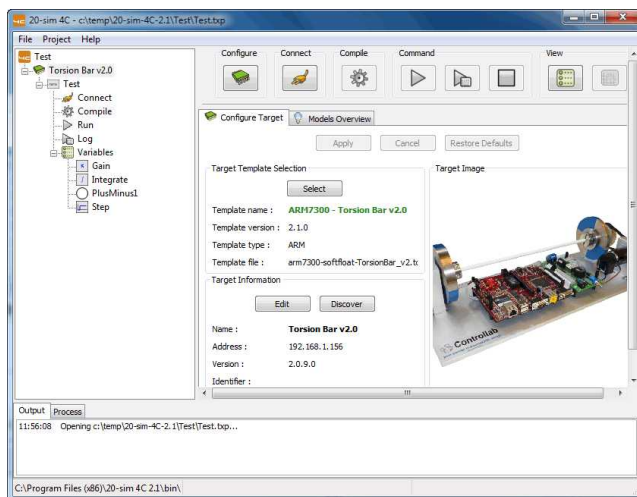 20-sim 4C - c:\temp\20-sim-4C-2.1\Test\Test.txp
File Project Help
Test
Torsion Bar v2.0
Test
Connect
Compile
Run
Log
Variables
Gain
Integrate
PlusMinus1
Step
Configure Connect Compile Command View
Configure Target Models Overview
Apply Cancel Restore Defaults
Target Template Selection
Select
Template name : ARM7300 - Torsion Bar v2.0
Template version : 2.1.0
Template type : ARM
Template file : arm7300-softfloat-TorsionBar_v2.tc
Target Information
Edit Discover
Name : Torsion Bar v2.0
Address : 192.168.1.156
Version : 2.0.9.0
Identifier :
Target Image
Controllab
Output Process
11:56:08 Opening c:\temp\20-sim-4C-2.1\Test\Test.txp...
C:\Program Files (x86)\20-sim 4C 2.1\bin\